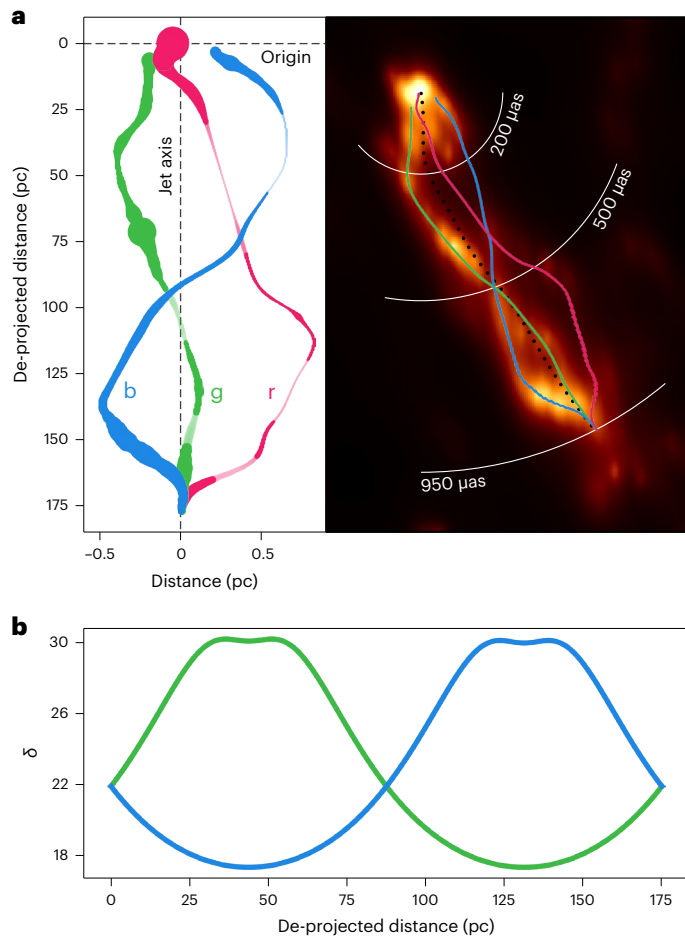 a
0
25
50
75
100
125
150
175
De-projected distance (pc)
Origin
Jet axis
b
g
r
−0.5
0
0.5
Distance (pc)
200 μas
500 μas
950 μas
b
30
26
22
18
δ
0
25
50
75
100
125
150
175
De-projected distance (pc)